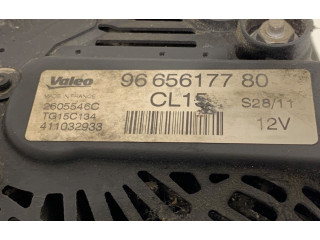 Valeo
96 656177 80
MADE IN FRANCE
CL15
S28/11
2605546C
TG15C134
411032933
12V